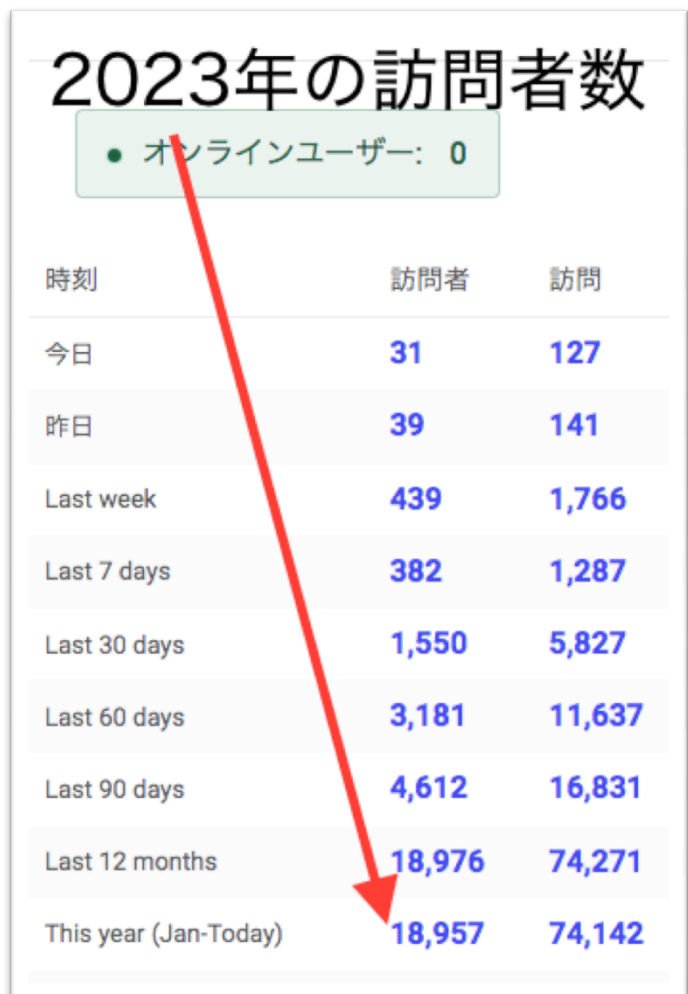 2023年の訪問者数
● オンラインユーザー: 0
時刻 訪問者 訪問
今日 31 127
昨日 39 141
Last week 439 1,766
Last 7 days 382 1,287
Last 30 days 1,550 5,827
Last 60 days 3,181 11,637
Last 90 days 4,612 16,831
Last 12 months 18,976 74,271
This year (Jan-Today) 18,957 74,142